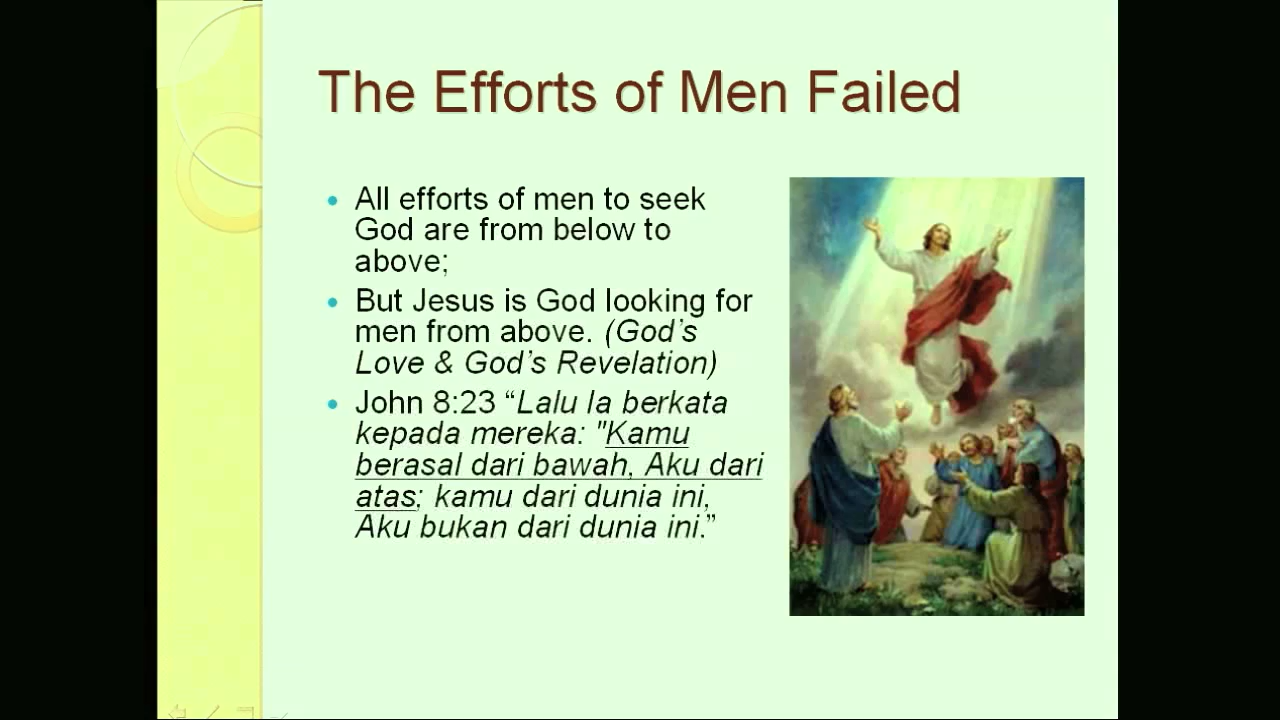 The Efforts of Men Failed
• All efforts of men to seek
God are from below to
above;
• But Jesus is God looking for
men from above. (God’s
Love & God’s Revelation)
• John 8:23 “Lalu Ia berkata
kepada mereka: "Kamu
berasal dari bawah, Aku dari
atas; kamu dari dunia ini,
Aku bukan dari dunia ini.”